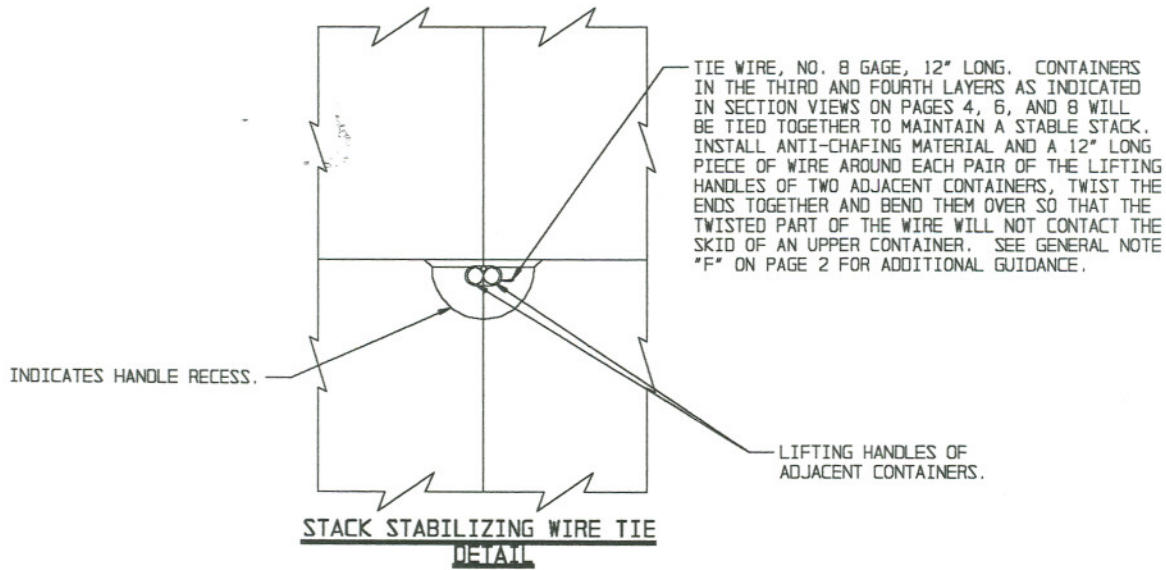 TIE WIRE, NO. 8 GAGE, 12" LONG. CONTAINERS
IN THE THIRD AND FOURTH LAYERS AS INDICATED
IN SECTION VIEWS ON PAGES 4, 6, AND 8 WILL
BE TIED TOGETHER TO MAINTAIN A STABLE STACK.
INSTALL ANTI-CHAFING MATERIAL AND A 12" LONG
PIECE OF WIRE AROUND EACH PAIR OF THE LIFTING
HANDLES OF TWO ADJACENT CONTAINERS, TWIST THE
ENDS TOGETHER AND BEND THEM OVER SO THAT THE
TWISTED PART OF THE WIRE WILL NOT CONTACT THE
SKID OF AN UPPER CONTAINER. SEE GENERAL NOTE
"F" ON PAGE 2 FOR ADDITIONAL GUIDANCE.
INDICATES HANDLE RECESS.
LIFTING HANDLES OF
ADJACENT CONTAINERS.
STACK STABILIZING WIRE TIE
DETAIL